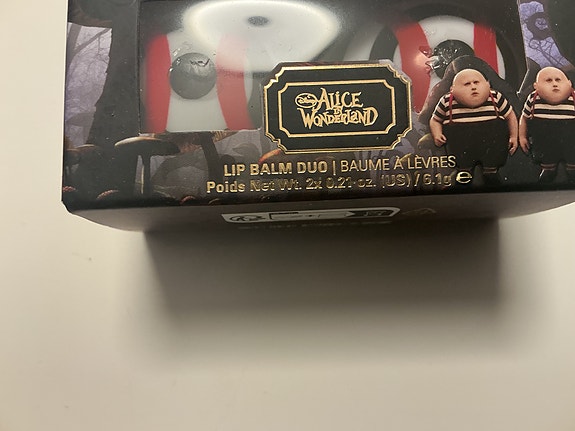 Disney
ALICE
IN
WONDERLAND
LIP BALM DUO | BAUME À LÈVRES
Poids Net Wt. 2x 0.21 oz. (US) / 6.1g ℮